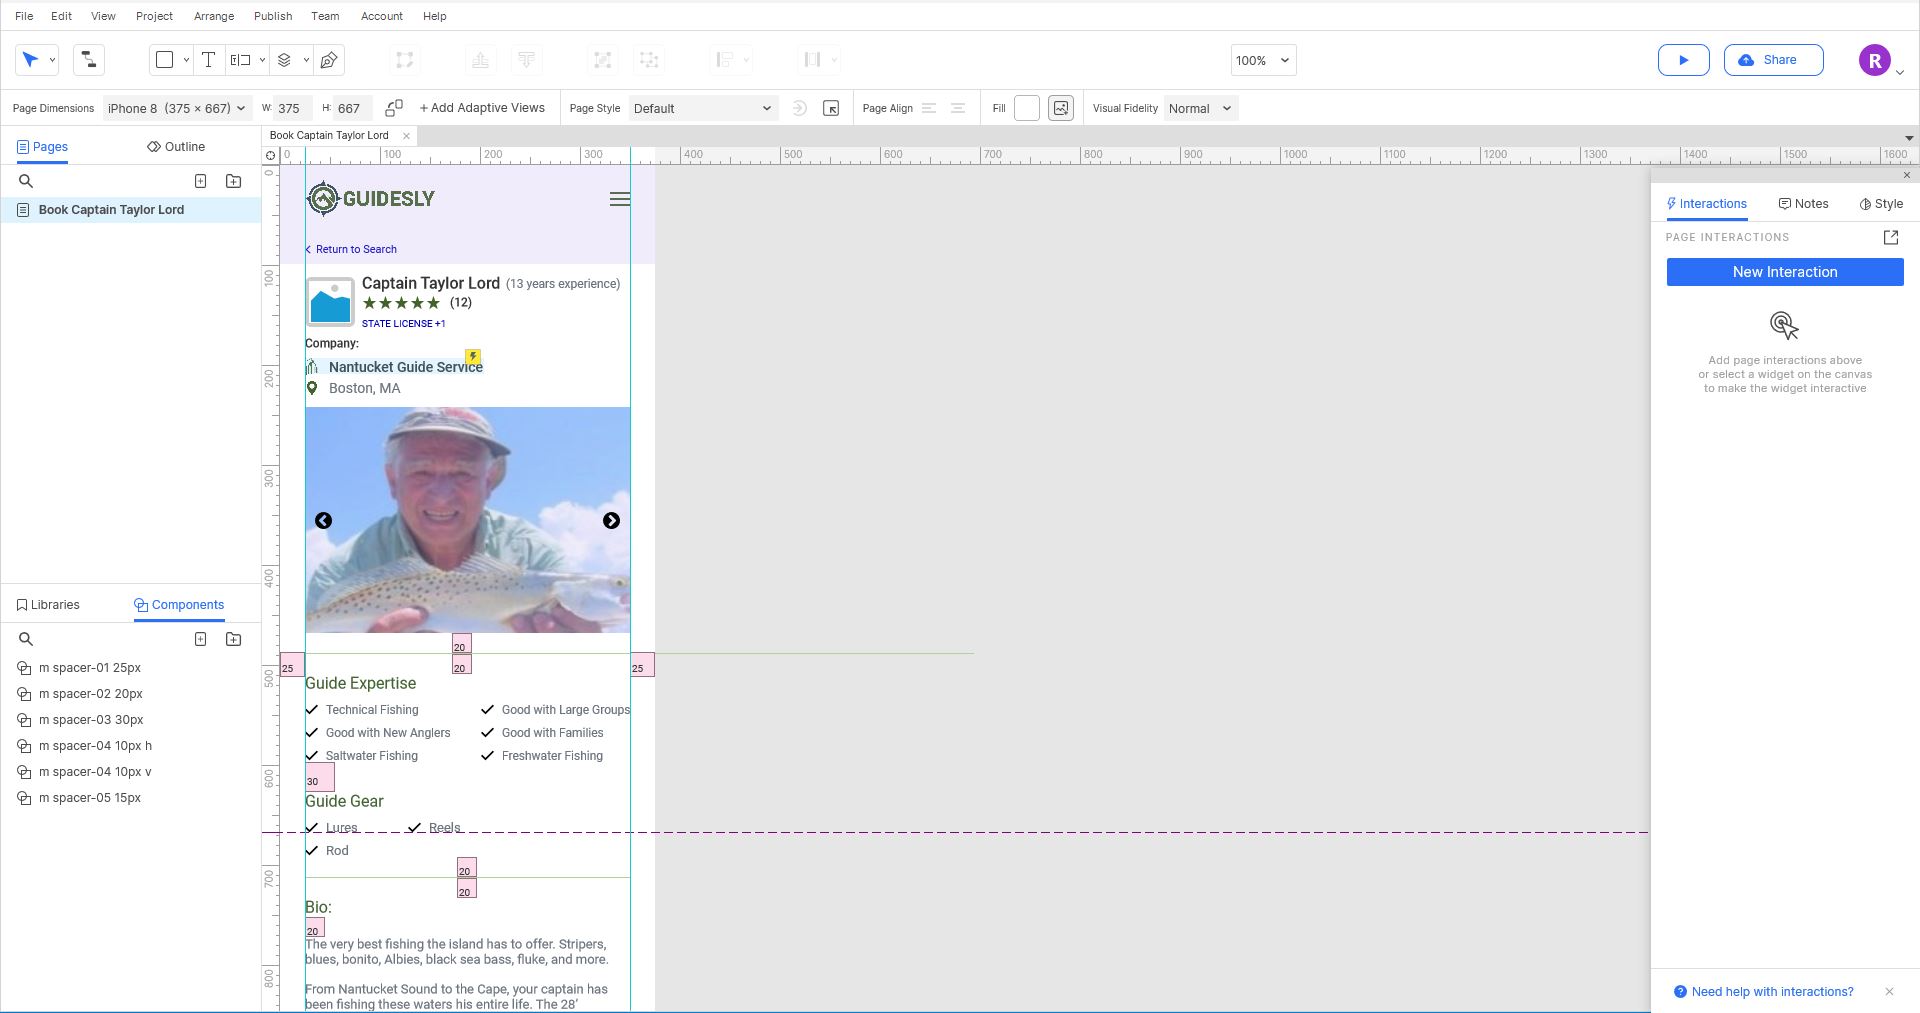 File Edit View Project Arrange Publish Team Account Help
100% Share R
Page Dimensions iPhone 8 (375 × 667) W: 375 H: 667 + Add Adaptive Views Page Style Default Page Align Fill Visual Fidelity Normal
Pages Outline
Book Captain Taylor Lord
Libraries Components
m spacer-01 25px
m spacer-02 20px
m spacer-03 30px
m spacer-04 10px h
m spacer-04 10px v
m spacer-05 15px
Book Captain Taylor Lord
0 100 200 300 400 500 600 700 800 900 1000 1100 1200 1300 1400 1500 1600
0
100
200
300
400
500
600
700
800
GUIDESLY
Return to Search
Captain Taylor Lord (13 years experience)
(12)
STATE LICENSE +1
Company:
Nantucket Guide Service
Boston, MA
20
25 20 25
Guide Expertise
Technical Fishing Good with Large Groups
Good with New Anglers Good with Families
Saltwater Fishing Freshwater Fishing
30
Guide Gear
Lures Reels
Rod
20
20
Bio:
20
The very best fishing the island has to offer. Stripers,
blues, bonito, Albies, black sea bass, fluke, and more.
From Nantucket Sound to the Cape, your captain has
been fishing these waters his entire life. The 28'
Interactions Notes Style
PAGE INTERACTIONS
New Interaction
Add page interactions above
or select a widget on the canvas
to make the widget interactive
Need help with interactions?